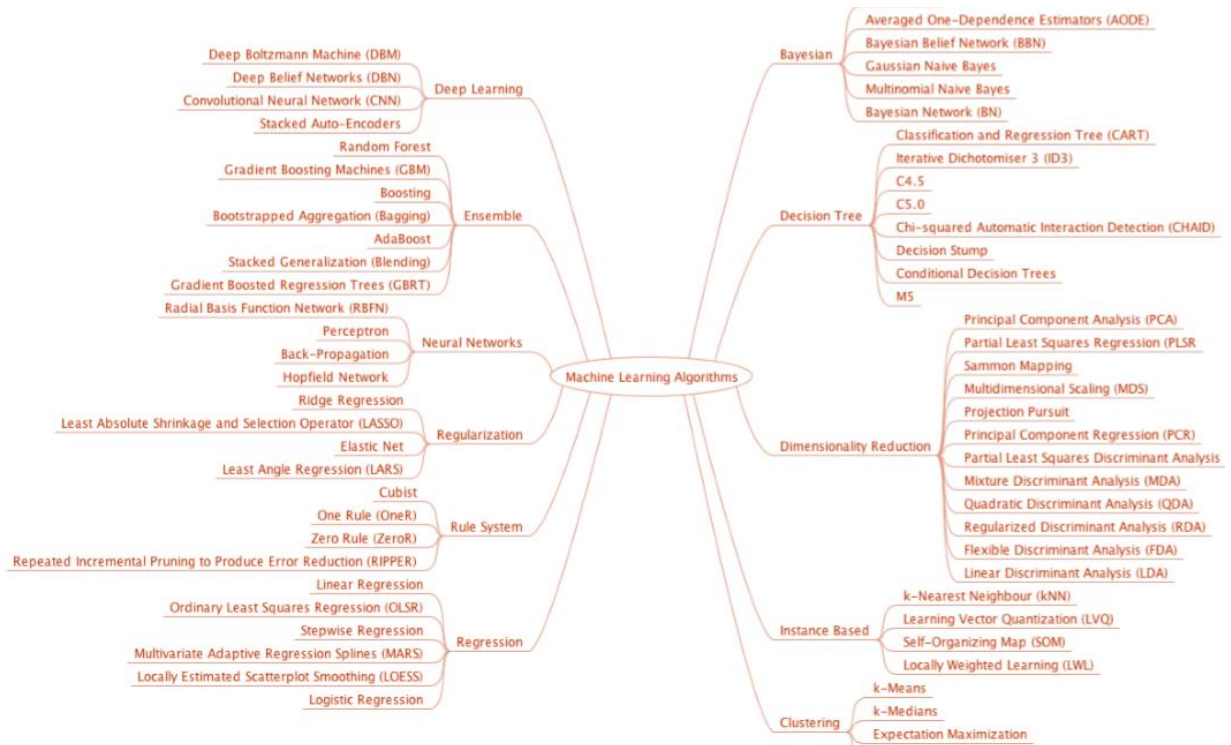 Deep Boltzmann Machine (DBM)
Deep Belief Networks (DBN)
Convolutional Neural Network (CNN)
Stacked Auto-Encoders
Deep Learning
Random Forest
Gradient Boosting Machines (GBM)
Boosting
Bootstrapped Aggregation (Bagging)
AdaBoost
Stacked Generalization (Blending)
Gradient Boosted Regression Trees (GBRT)
Ensemble
Radial Basis Function Network (RBFN)
Perceptron
Back-Propagation
Hopfield Network
Neural Networks
Ridge Regression
Least Absolute Shrinkage and Selection Operator (LASSO)
Elastic Net
Least Angle Regression (LARS)
Regularization
Cubist
One Rule (OneR)
Zero Rule (ZeroR)
Repeated Incremental Pruning to Produce Error Reduction (RIPPER)
Rule System
Linear Regression
Ordinary Least Squares Regression (OLSR)
Stepwise Regression
Multivariate Adaptive Regression Splines (MARS)
Locally Estimated Scatterplot Smoothing (LOESS)
Logistic Regression
Regression
Machine Learning Algorithms
Bayesian
Averaged One-Dependence Estimators (AODE)
Bayesian Belief Network (BBN)
Gaussian Naive Bayes
Multinomial Naive Bayes
Bayesian Network (BN)
Decision Tree
Classification and Regression Tree (CART)
Iterative Dichotomiser 3 (ID3)
C4.5
C5.0
Chi-squared Automatic Interaction Detection (CHAID)
Decision Stump
Conditional Decision Trees
M5
Dimensionality Reduction
Principal Component Analysis (PCA)
Partial Least Squares Regression (PLSR
Sammon Mapping
Multidimensional Scaling (MDS)
Projection Pursuit
Principal Component Regression (PCR)
Partial Least Squares Discriminant Analysis
Mixture Discriminant Analysis (MDA)
Quadratic Discriminant Analysis (QDA)
Regularized Discriminant Analysis (RDA)
Flexible Discriminant Analysis (FDA)
Linear Discriminant Analysis (LDA)
Instance Based
k-Nearest Neighbour (kNN)
Learning Vector Quantization (LVQ)
Self-Organizing Map (SOM)
Locally Weighted Learning (LWL)
Clustering
k-Means
k-Medians
Expectation Maximization